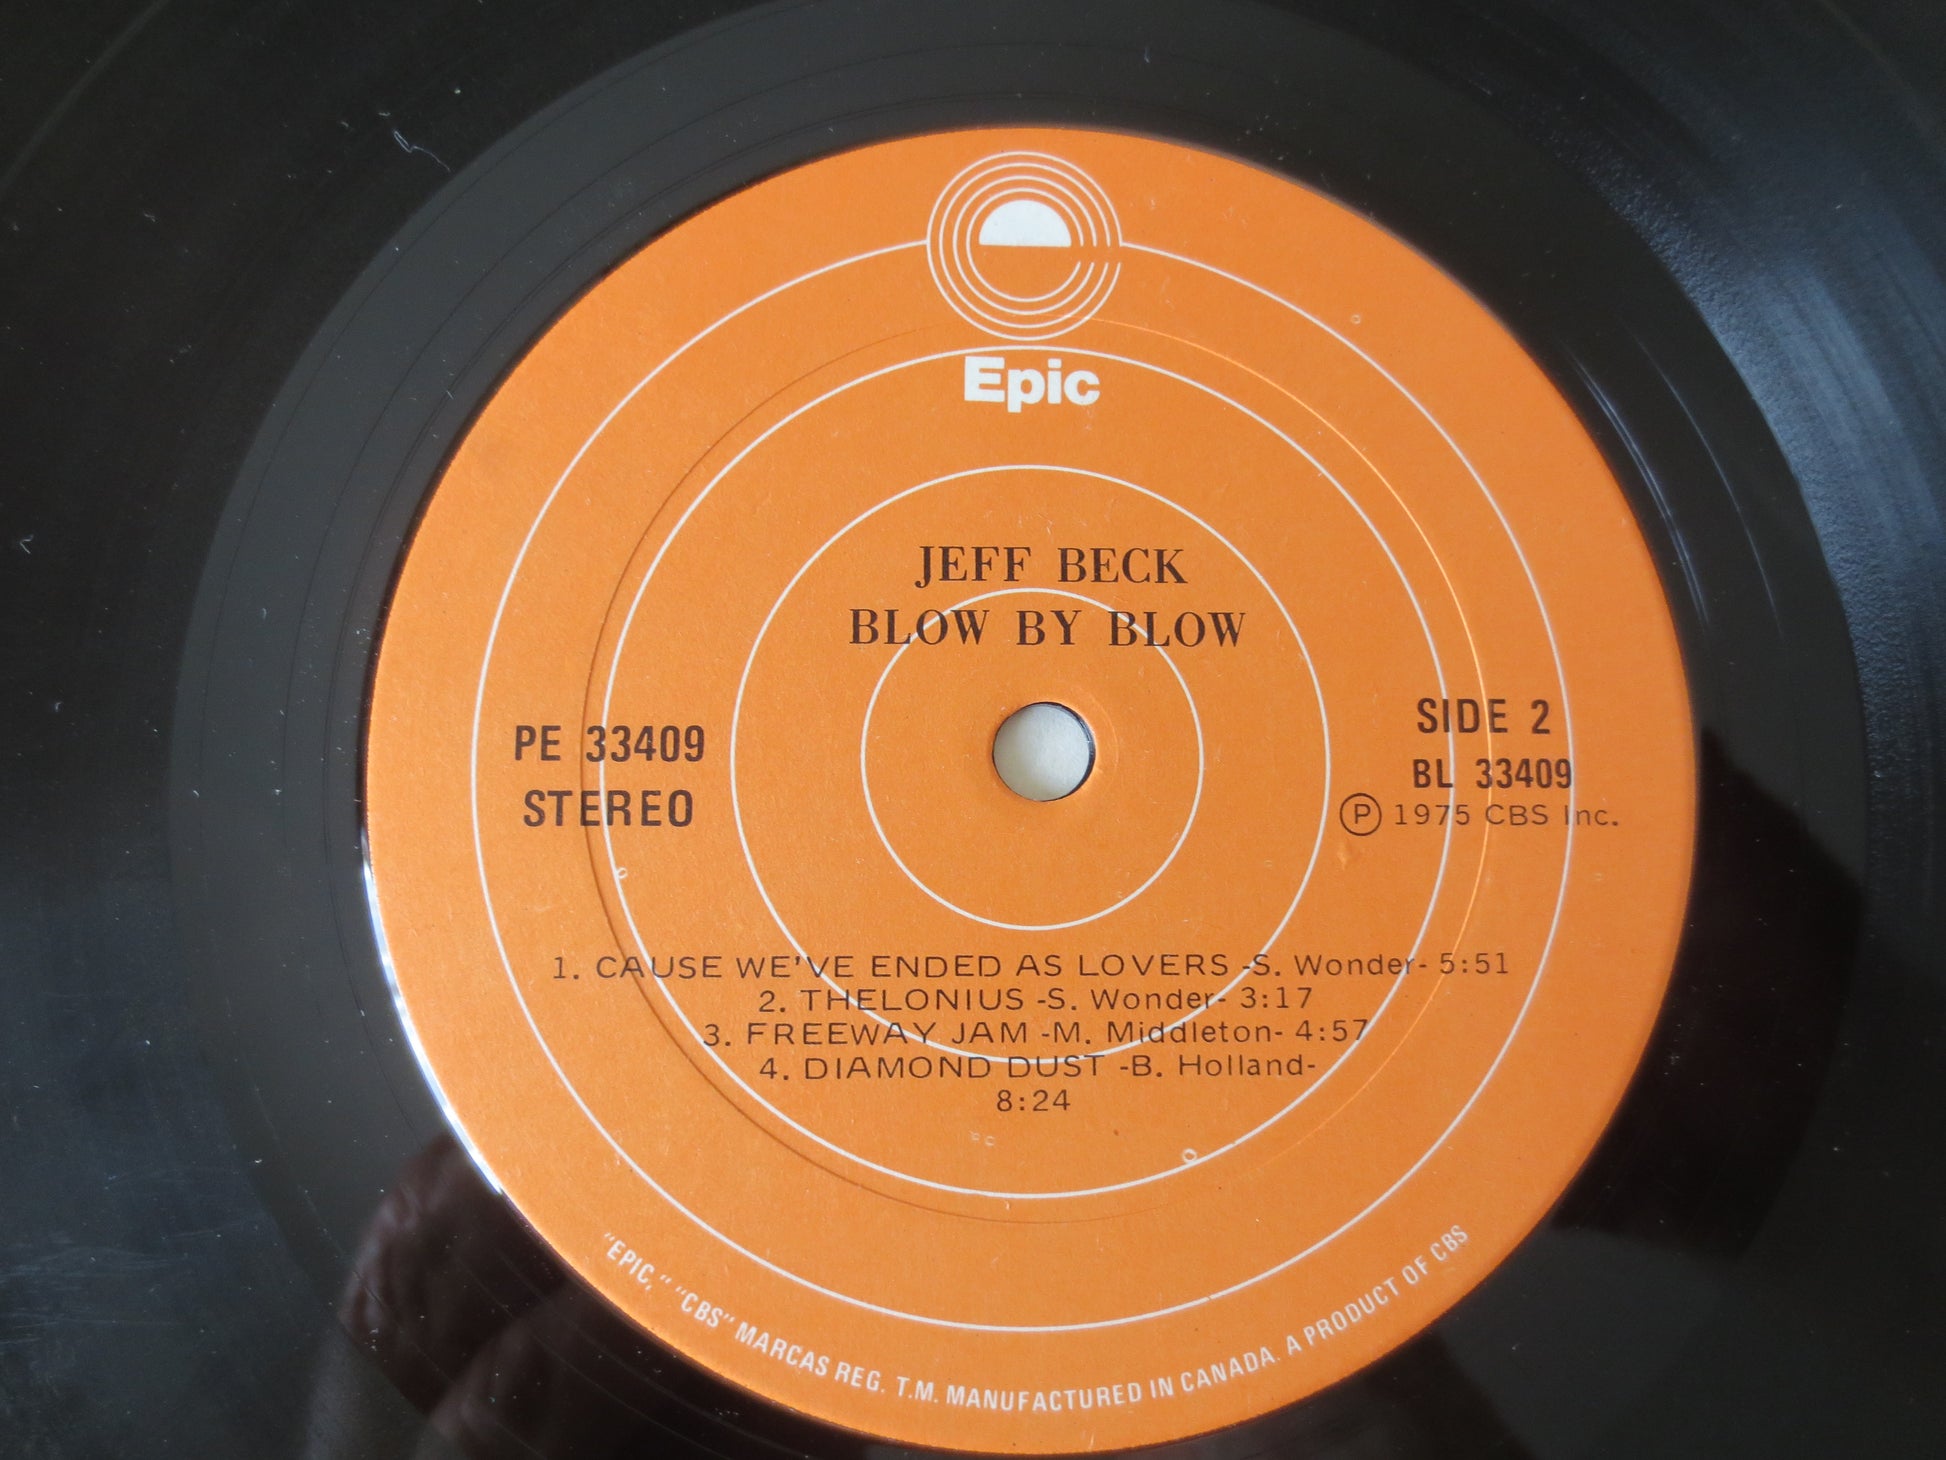 Epic
JEFF BECK
BLOW BY BLOW
PE 33409
STEREO
SIDE 2
BL 33409
Ⓟ 1975 CBS Inc.
1. CAUSE WE'VE ENDED AS LOVERS -S. Wonder- 5:51
2. THELONIUS -S. Wonder- 3:17
3. FREEWAY JAM -M. Middleton- 4:57
4. DIAMOND DUST -B. Holland-
8:24
"EPIC," "CBS" MARCAS REG. T.M. MANUFACTURED IN CANADA. A PRODUCT OF CBS